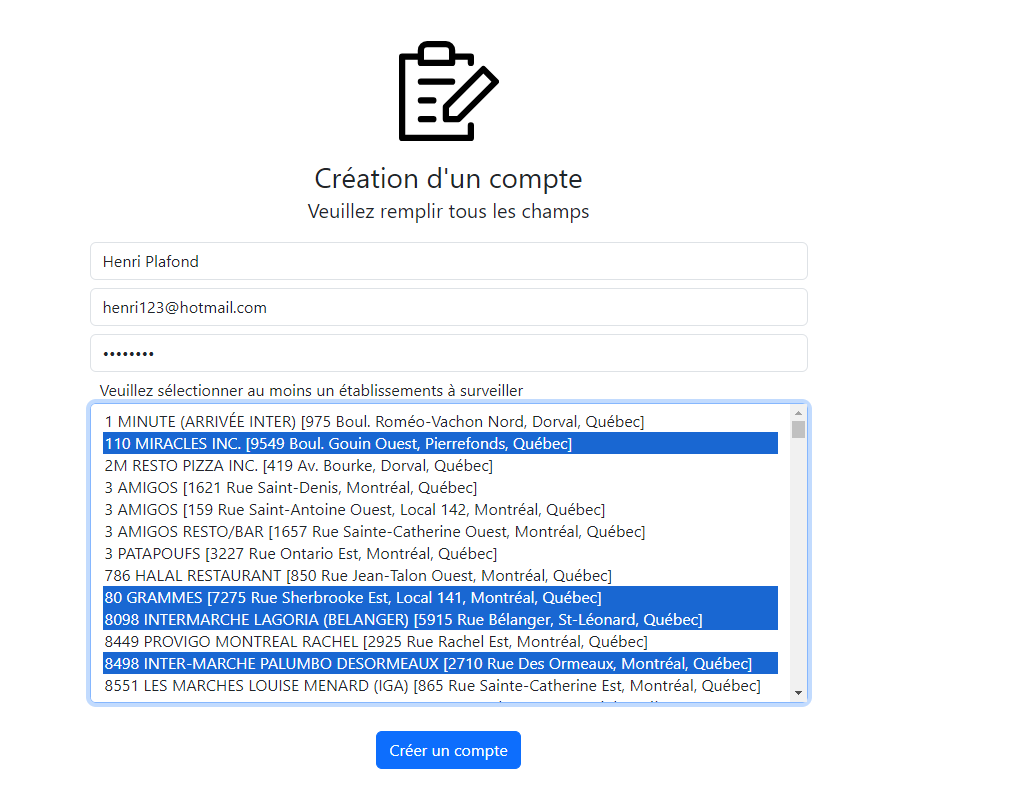 Création d'un compte
Veuillez remplir tous les champs
Henri Plafond
henri123@hotmail.com
••••••••
Veuillez sélectionner au moins un établissements à surveiller
1 MINUTE (ARRIVÉE INTER) [975 Boul. Roméo-Vachon Nord, Dorval, Québec]
110 MIRACLES INC. [9549 Boul. Gouin Ouest, Pierrefonds, Québec]
2M RESTO PIZZA INC. [419 Av. Bourke, Dorval, Québec]
3 AMIGOS [1621 Rue Saint-Denis, Montréal, Québec]
3 AMIGOS [159 Rue Saint-Antoine Ouest, Local 142, Montréal, Québec]
3 AMIGOS RESTO/BAR [1657 Rue Sainte-Catherine Ouest, Montréal, Québec]
3 PATAPOUFS [3227 Rue Ontario Est, Montréal, Québec]
786 HALAL RESTAURANT [850 Rue Jean-Talon Ouest, Montréal, Québec]
80 GRAMMES [7275 Rue Sherbrooke Est, Local 141, Montréal, Québec]
8098 INTERMARCHE LAGORIA (BELANGER) [5915 Rue Bélanger, St-Léonard, Québec]
8449 PROVIGO MONTREAL RACHEL [2925 Rue Rachel Est, Montréal, Québec]
8498 INTER-MARCHE PALUMBO DESORMEAUX [2710 Rue Des Ormeaux, Montréal, Québec]
8551 LES MARCHES LOUISE MENARD (IGA) [865 Rue Sainte-Catherine Est, Montréal, Québec]
Créer un compte